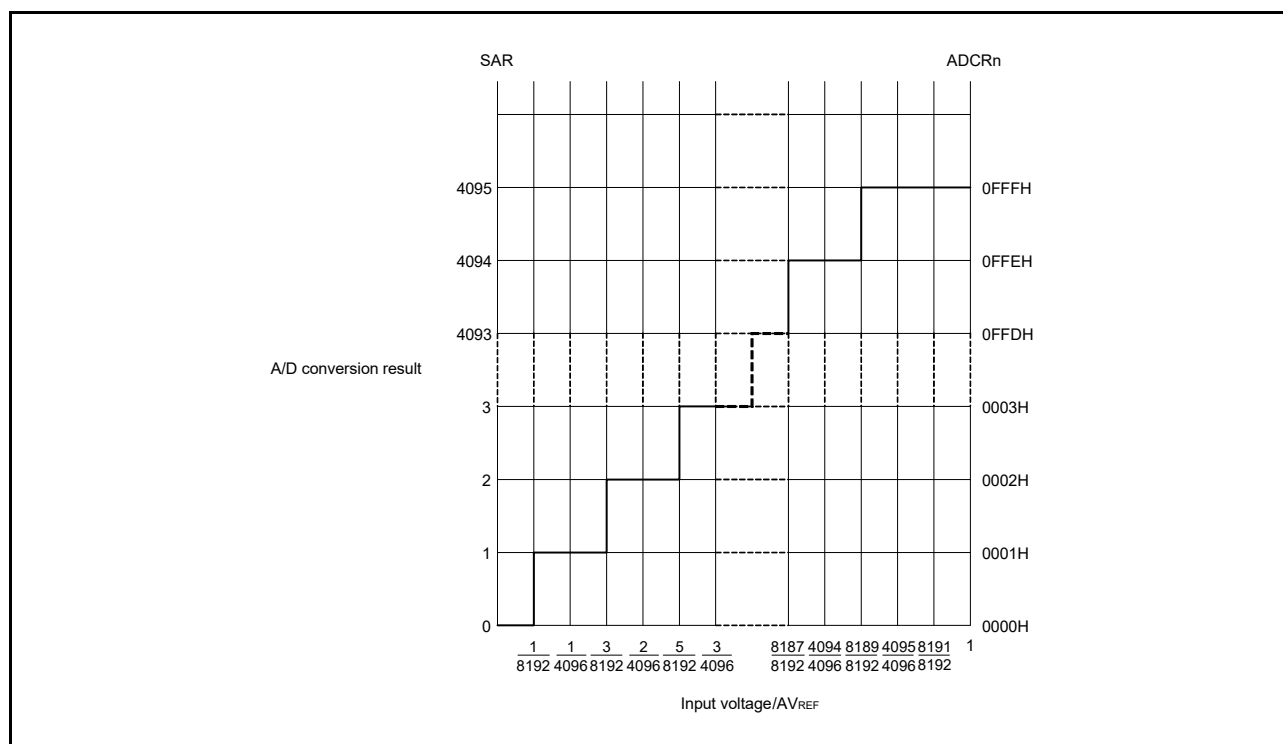 SAR ADCRn
4095 0FFFH
4094 0FFEH
4093 0FFDH
A/D conversion result
3 0003H
2 0002H
1 0001H
0 0000H
1 1 3 2 5 3 8187 4094 8189 4095 8191 1
8192 4096 8192 4096 8192 4096 8192 4096 8192 4096 8192
Input voltage/AVREF